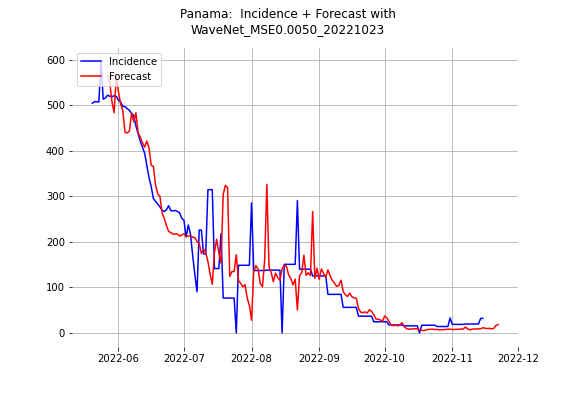 Panama:  Incidence + Forecast with
WaveNet_MSE0.0050_20221023
Incidence
Forecast
600
500
400
300
200
100
0
2022-06 2022-07 2022-08 2022-09 2022-10 2022-11 2022-12